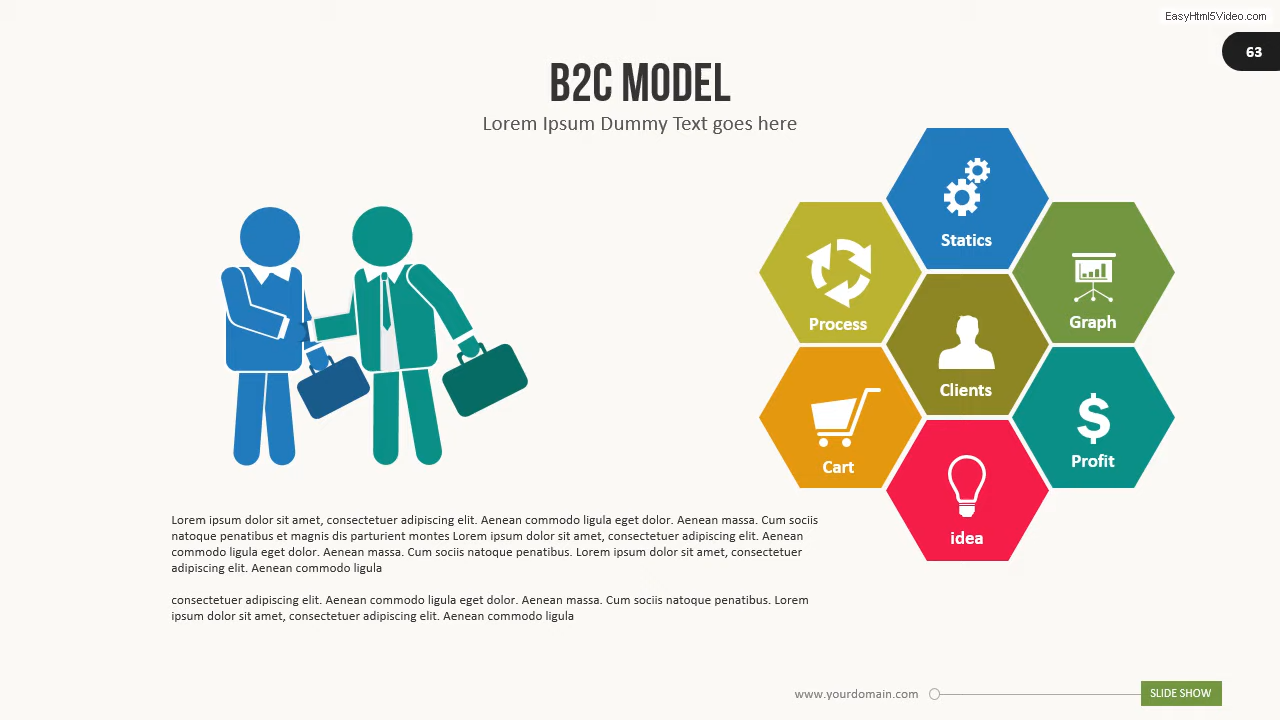 EasyHtml5Video.com
63
B2C MODEL
Lorem Ipsum Dummy Text goes here
Statics
Process
Graph
Clients
Cart
Profit
idea
Lorem ipsum dolor sit amet, consectetuer adipiscing elit. Aenean commodo ligula eget dolor. Aenean massa. Cum sociis
natoque penatibus et magnis dis parturient montes Lorem ipsum dolor sit amet, consectetuer adipiscing elit. Aenean
commodo ligula eget dolor. Aenean massa. Cum sociis natoque penatibus. Lorem ipsum dolor sit amet, consectetuer
adipiscing elit. Aenean commodo ligula
consectetuer adipiscing elit. Aenean commodo ligula eget dolor. Aenean massa. Cum sociis natoque penatibus. Lorem
ipsum dolor sit amet, consectetuer adipiscing elit. Aenean commodo ligula
www.yourdomain.com
SLIDE SHOW